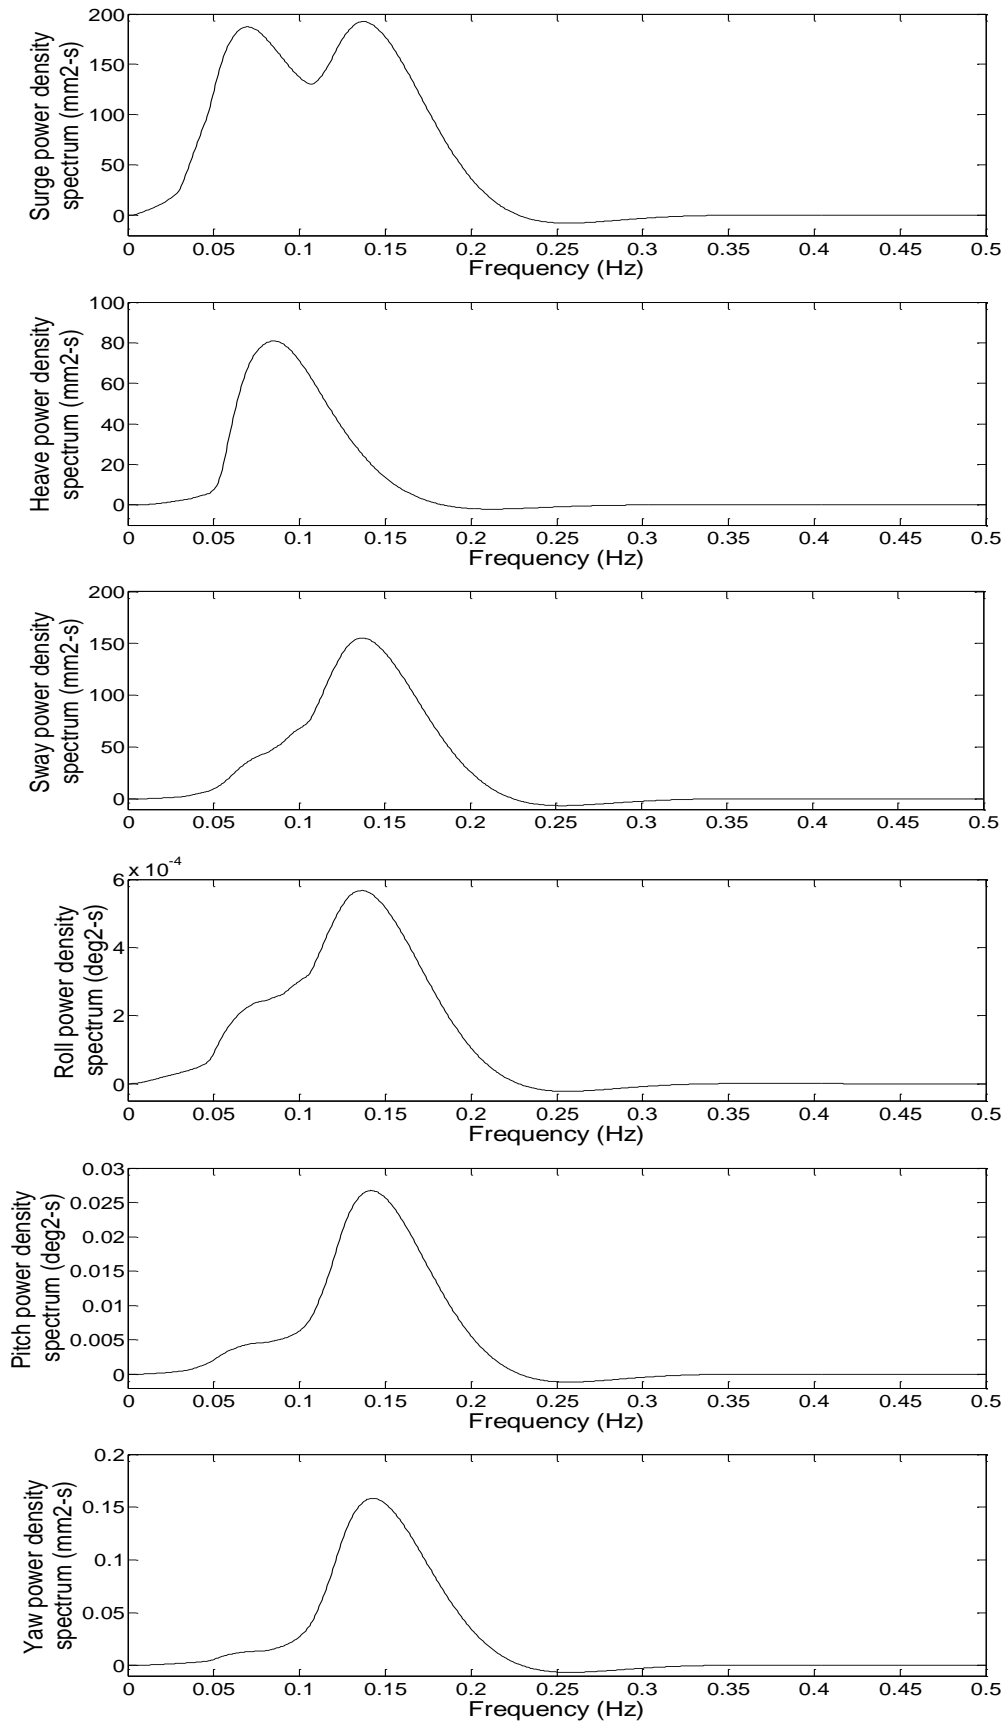 Surge power density
spectrum (mm2-s)
200
150
100
50
0
0 0.05 0.1 0.15 0.2 0.25 0.3 0.35 0.4 0.45 0.5
Frequency (Hz)
Heave power density
spectrum (mm2-s)
100
80
60
40
20
0
0 0.05 0.1 0.15 0.2 0.25 0.3 0.35 0.4 0.45 0.5
Frequency (Hz)
Sway power density
spectrum (mm2-s)
200
150
100
50
0
0 0.05 0.1 0.15 0.2 0.25 0.3 0.35 0.4 0.45 0.5
Frequency (Hz)
Roll power density
spectrum (deg2-s)
x 10-4
6
4
2
0
0 0.05 0.1 0.15 0.2 0.25 0.3 0.35 0.4 0.45 0.5
Frequency (Hz)
Pitch power density
spectrum (deg2-s)
0.03
0.025
0.02
0.015
0.01
0.005
0
0 0.05 0.1 0.15 0.2 0.25 0.3 0.35 0.4 0.45 0.5
Frequency (Hz)
Yaw power density
spectrum (mm2-s)
0.2
0.15
0.1
0.05
0
0 0.05 0.1 0.15 0.2 0.25 0.3 0.35 0.4 0.45 0.5
Frequency (Hz)